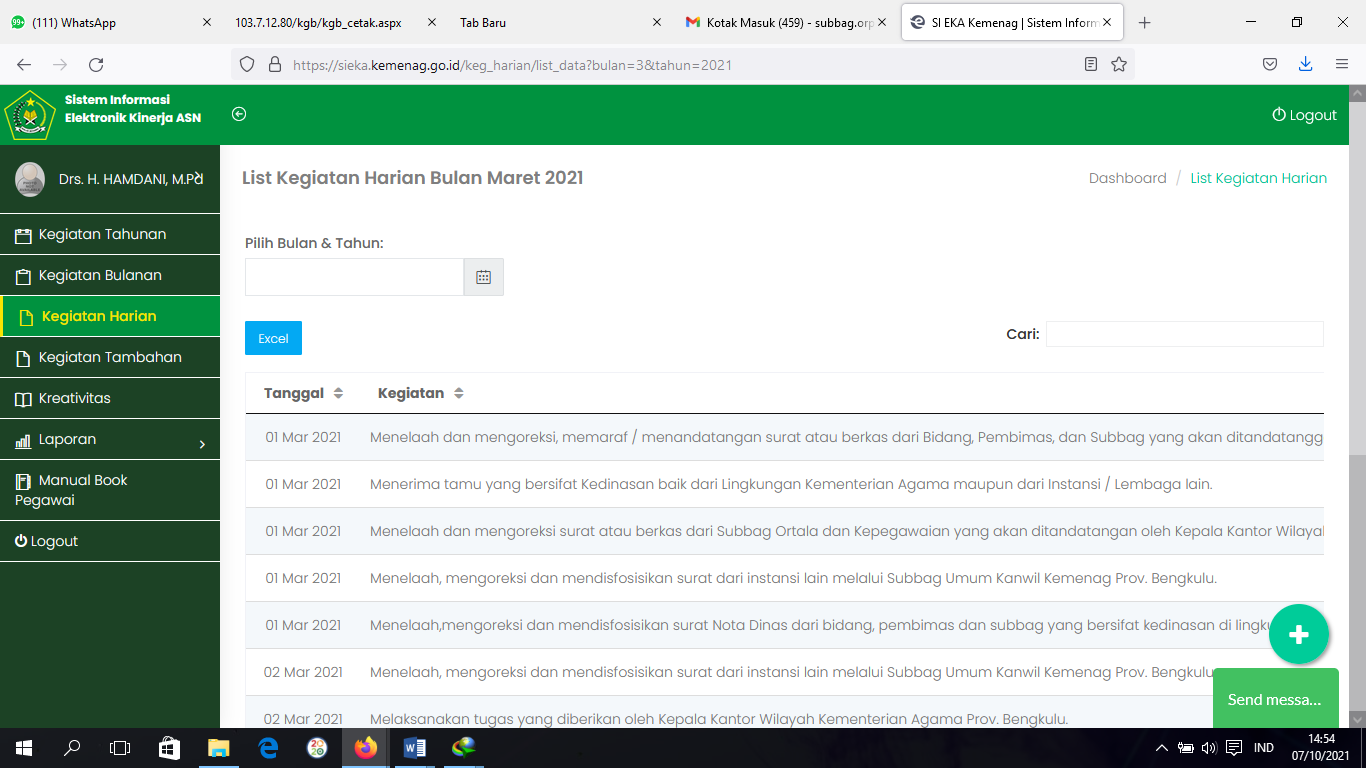 (111) WhatsApp
103.7.12.80/kgb/kgb_cetak.aspx
Tab Baru
Kotak Masuk (459) - subbag.orp
SI EKA Kemenag | Sistem Inform
https://sieka.kemenag.go.id/keg_harian/list_data?bulan=3&tahun=2021
Sistem Informasi
Elektronik Kinerja ASN
Logout
Drs. H. HAMDANI, M.Pd
List Kegiatan Harian Bulan Maret 2021
Dashboard / List Kegiatan Harian
Kegiatan Tahunan
Kegiatan Bulanan
Kegiatan Harian
Kegiatan Tambahan
Kreativitas
Laporan
Manual Book
Pegawai
Logout
Pilih Bulan & Tahun:
Excel
Cari:
Tanggal Kegiatan
01 Mar 2021 Menelaah dan mengoreksi, memaraf / menandatangan surat atau berkas dari Bidang, Pembimas, dan Subbag yang akan ditandatangg
01 Mar 2021 Menerima tamu yang bersifat Kedinasan baik dari Lingkungan Kementerian Agama maupun dari Instansi / Lembaga lain.
01 Mar 2021 Menelaah dan mengoreksi surat atau berkas dari Subbag Ortala dan Kepegawaian yang akan ditandatangan oleh Kepala Kantor Wilayah
01 Mar 2021 Menelaah, mengoreksi dan mendisfosisikan surat dari instansi lain melalui Subbag Umum Kanwil Kemenag Prov. Bengkulu.
01 Mar 2021 Menelaah,mengoreksi dan mendisfosisikan surat Nota Dinas dari bidang, pembimas dan subbag yang bersifat kedinasan di lingku
02 Mar 2021 Menelaah, mengoreksi dan mendisfosisikan surat dari instansi lain melalui Subbag Umum Kanwil Kemenag Prov. Bengkulu
02 Mar 2021 Melaksanakan tugas yang diberikan oleh Kepala Kantor Wilayah Kementerian Agama Prov. Bengkulu.
Send messa...
IND
14:54
07/10/2021